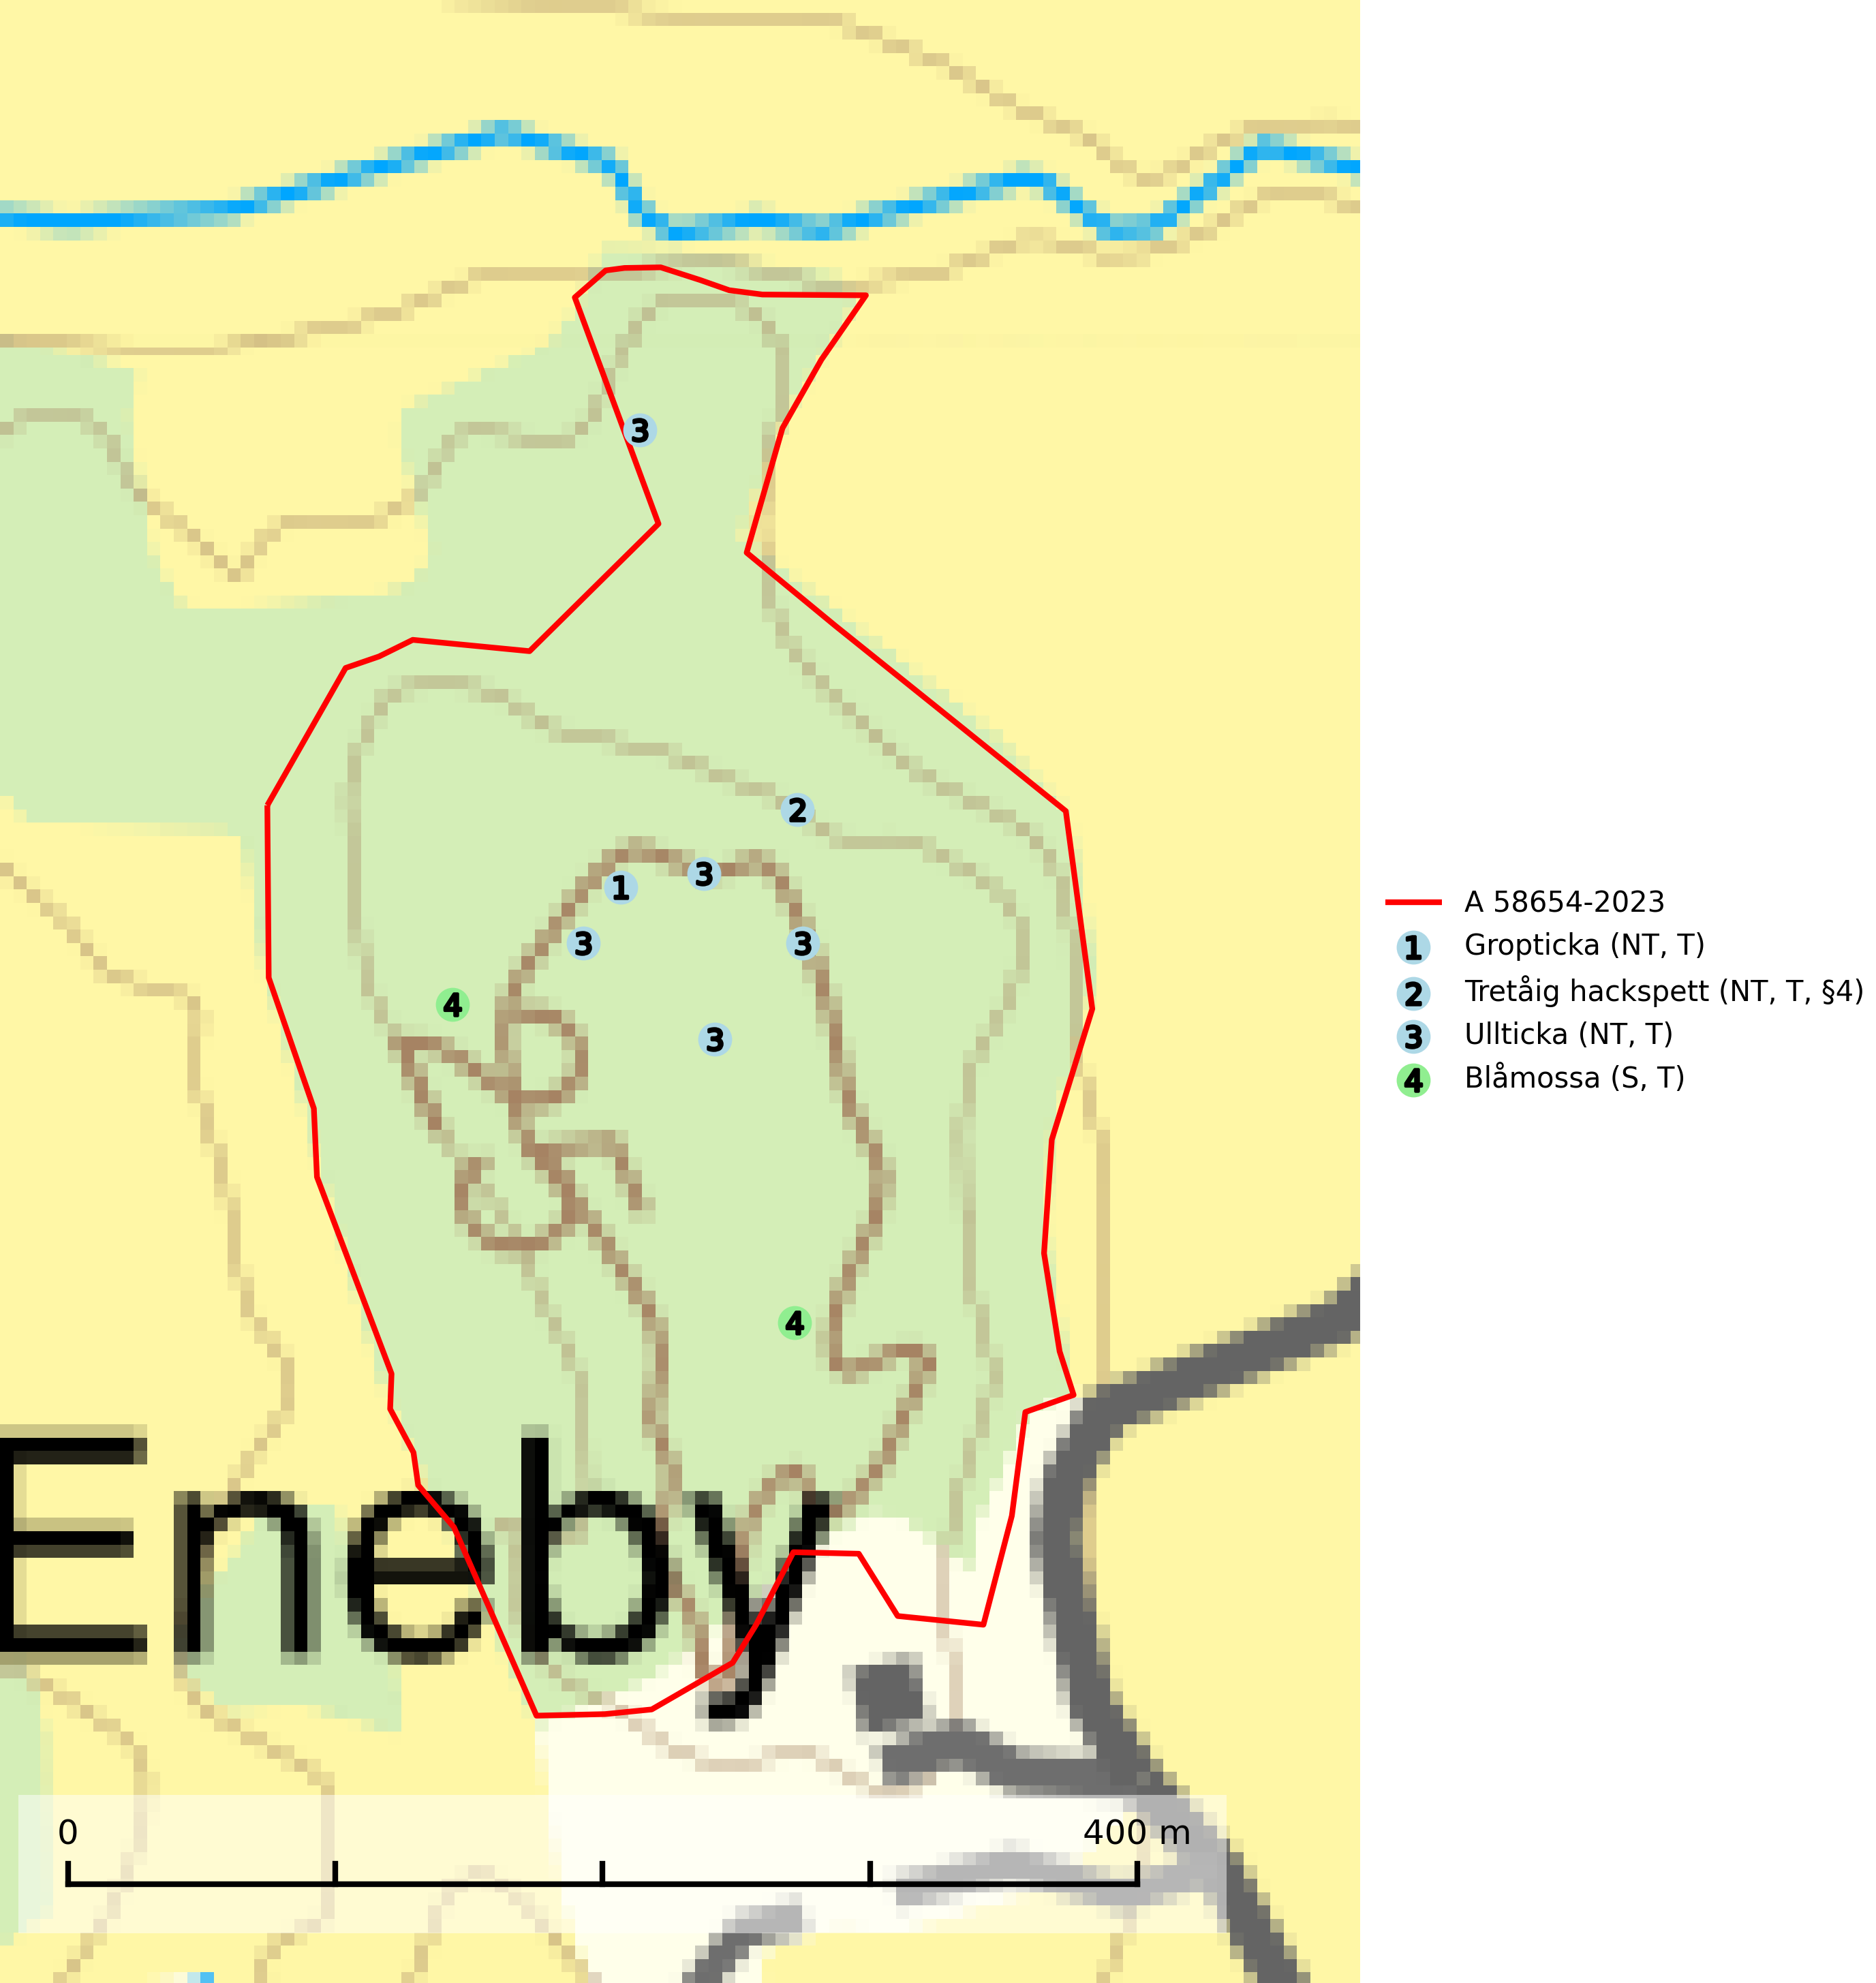 3
2
3
1
3
3
4
3
4
Eneby
0
400 m
A 58654-2023
1 Gropticka (NT, T)
2 Tretåig hackspett (NT, T, §4)
3 Ullticka (NT, T)
4 Blåmossa (S, T)